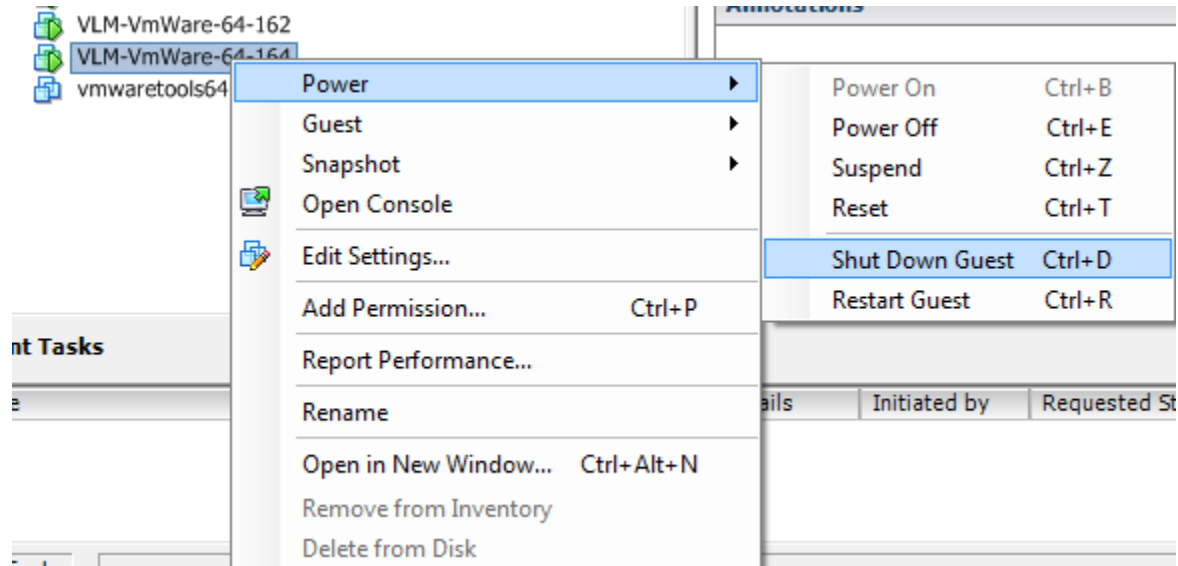 Annotations
VLM-VmWare-64-162
VLM-VmWare-64-164
vmwaretools64
Power
Guest
Snapshot
Open Console
Edit Settings...
Add Permission... Ctrl+P
Report Performance...
Rename
Open in New Window... Ctrl+Alt+N
Remove from Inventory
Delete from Disk
Power On Ctrl+B
Power Off Ctrl+E
Suspend Ctrl+Z
Reset Ctrl+T
Shut Down Guest Ctrl+D
Restart Guest Ctrl+R
nt Tasks
ails Initiated by Requested St